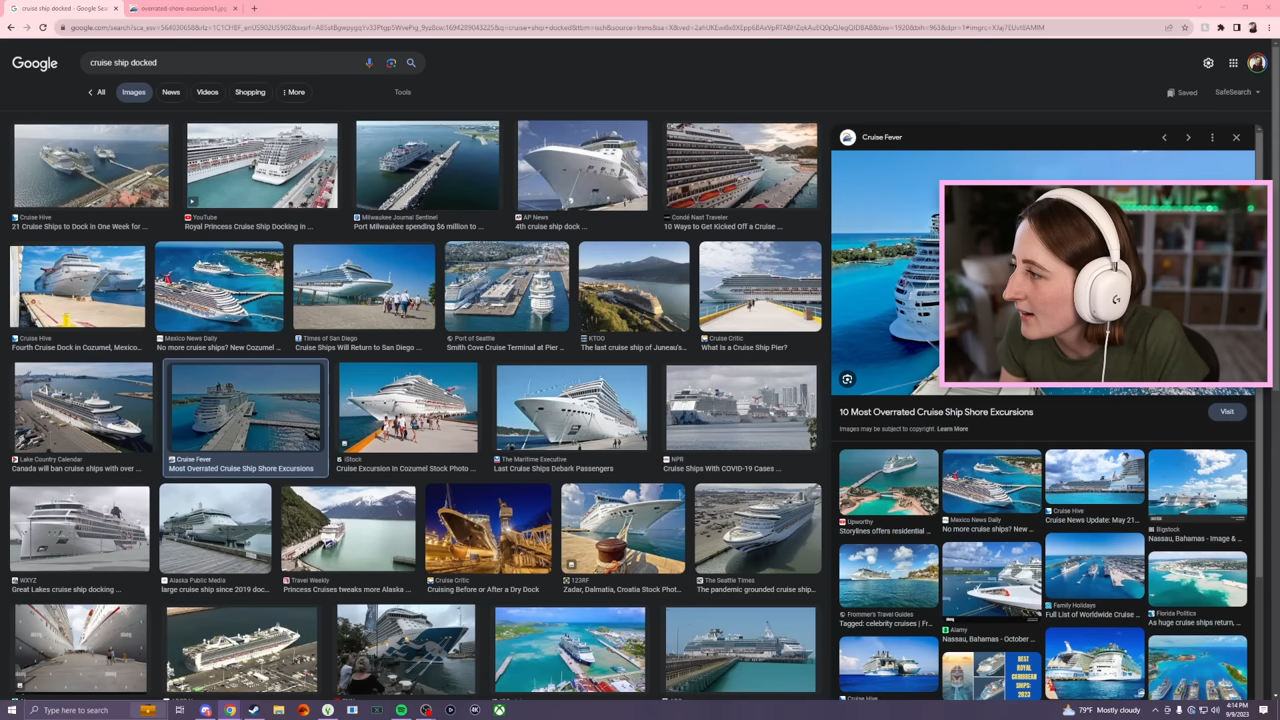 cruise ship docked - Google Sea
overrated-shore-excursions1.jpg
Google
cruise ship docked
All
Images
News
Videos
Shopping
More
Tools
Saved
SafeSearch
Cruise Hive
21 Cruise Ships to Dock in One Week for ...
YouTube
Royal Princess Cruise Ship Docking in ...
Milwaukee Journal Sentinel
Port Milwaukee spending $6 million to ...
AP News
4th cruise ship dock ...
Condé Nast Traveler
10 Ways to Get Kicked Off a Cruise ...
Cruise Hive
Fourth Cruise Dock in Cozumel, Mexico...
Mexico News Daily
No more cruise ships? New Cozumel ...
Times of San Diego
Cruise Ships Will Return to San Diego ...
Port of Seattle
Smith Cove Cruise Terminal at Pier ...
KTOO
The last cruise ship of Juneau's...
Cruise Critic
What Is a Cruise Ship Pier?
Lake Country Calendar
Canada will ban cruise ships with over ...
Cruise Fever
Most Overrated Cruise Ship Shore Excursions
iStock
Cruise Excursion In Cozumel Stock Photo ...
The Maritime Executive
Last Cruise Ships Debark Passengers
NPR
Cruise Ships With COVID-19 Cases ...
WXYZ
Great Lakes cruise ship docking ...
Alaska Public Media
large cruise ship since 2019 doc...
Travel Weekly
Princess Cruises tweaks more Alaska ...
Cruise Critic
Cruising Before or After a Dry Dock
123RF
Zadar, Dalmatia, Croatia Stock Phot...
The Seattle Times
The pandemic grounded cruise ship...
Cruise Fever
G
10 Most Overrated Cruise Ship Shore Excursions
Visit
Images may be subject to copyright. Learn More
Upworthy
Storylines offers residential ...
Mexico News Daily
No more cruise ships? New ...
Cruise Hive
Cruise News Update: May 21...
Bigstock
Nassau, Bahamas - Image & ...
Frommer's Travel Guides
Tagged: celebrity cruises | Fr...
alamy
Alamy
Nassau, Bahamas - October ...
Family Holidays
Full List of Worldwide Cruise ...
Florida Politics
As huge cruise ships return, ...
Cruise Hive
BEST
ROYAL
CARIBBEAN
SHIPS:
2023
Type here to search
79°F Mostly cloudy
4:14 PM
9/9/2023